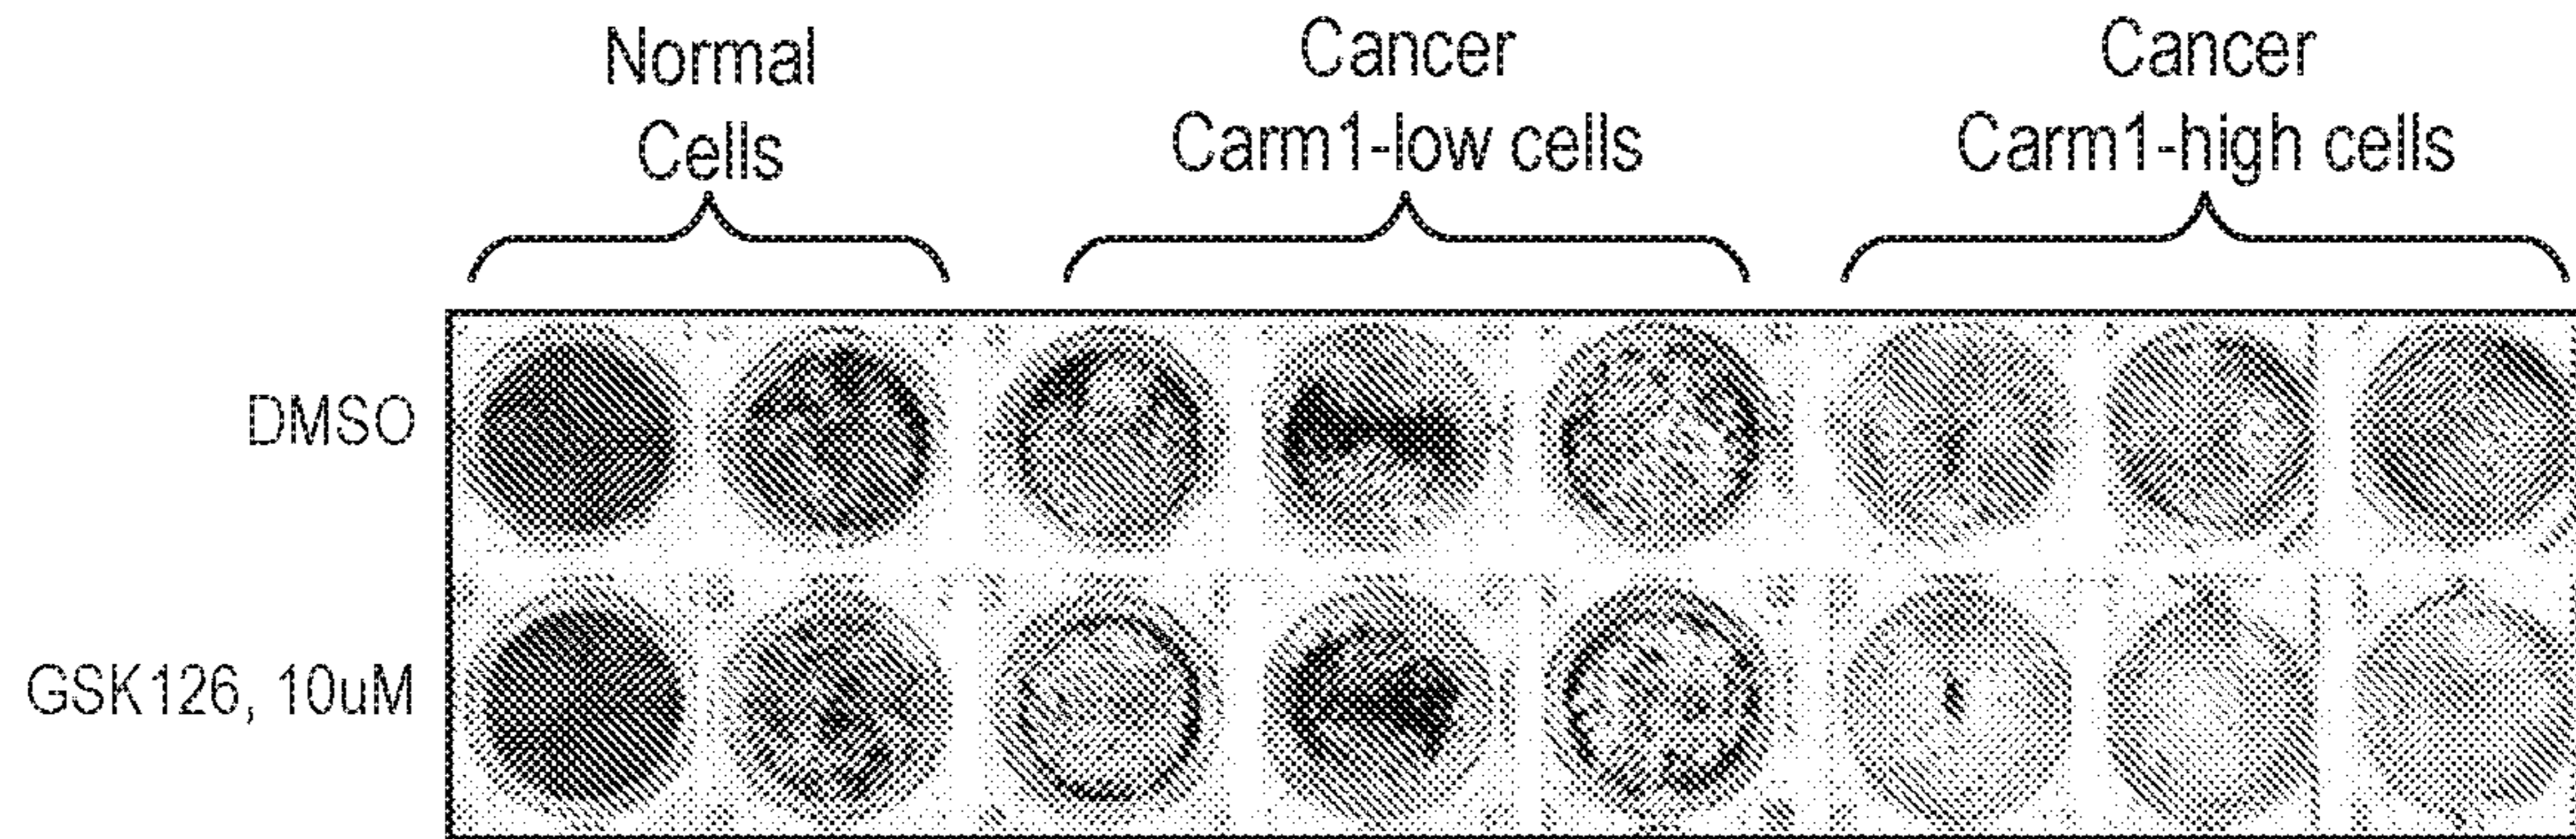 Normal
Cells
Cancer
Carm1-low cells
Cancer
Carm1-high cells
DMSO
GSK126, 10uM